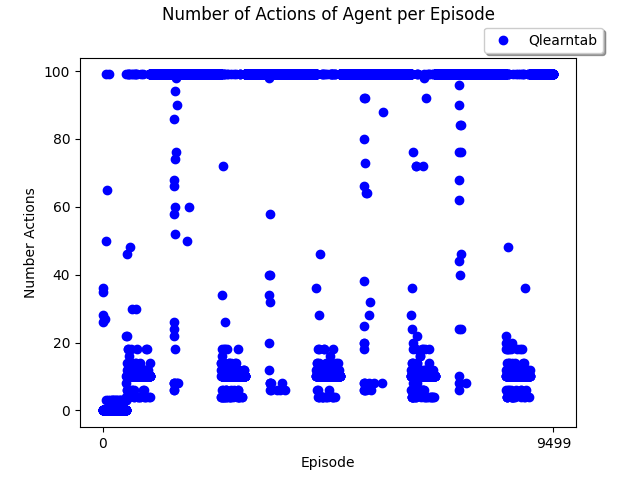 Number of Actions of Agent per Episode
Qlearntab
100
80
60
40
20
0
Number Actions
0
9499
Episode